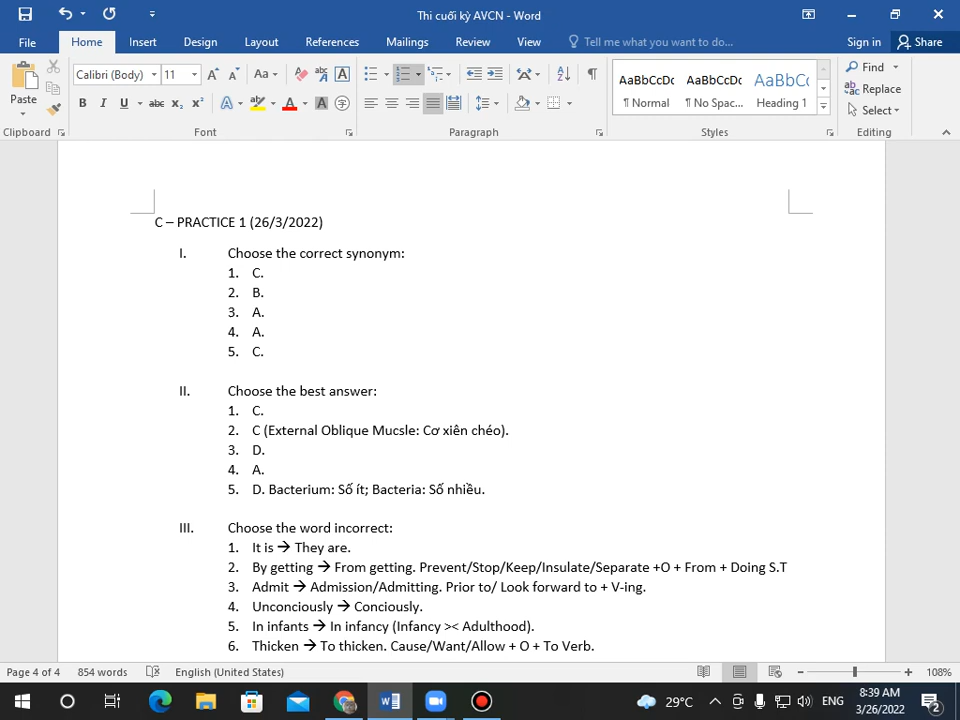 Thi cuối kỳ AVCN - Word
File Home Insert Design Layout References Mailings Review View Tell me what you want to do... Sign in Share
Paste
Calibri (Body) 11
AaBbCcDc AaBbCcDc AaBbCc
¶ Normal ¶ No Spac... Heading 1
Find
Replace
Select
Clipboard Font Paragraph Styles Editing
C – PRACTICE 1 (26/3/2022)
I. Choose the correct synonym:
1. C.
2. B.
3. A.
4. A.
5. C.
II. Choose the best answer:
1. C.
2. C (External Oblique Mucsle: Cơ xiên chéo).
3. D.
4. A.
5. D. Bacterium: Số ít; Bacteria: Số nhiều.
III. Choose the word incorrect:
1. It is → They are.
2. By getting → From getting. Prevent/Stop/Keep/Insulate/Separate +O + From + Doing S.T
3. Admit → Admission/Admitting. Prior to/ Look forward to + V-ing.
4. Unconciously → Conciously.
5. In infants → In infancy (Infancy >< Adulthood).
6. Thicken → To thicken. Cause/Want/Allow + O + To Verb.
Page 4 of 4 854 words English (United States) 108%
29°C ENG 8:39 AM
3/26/2022 2